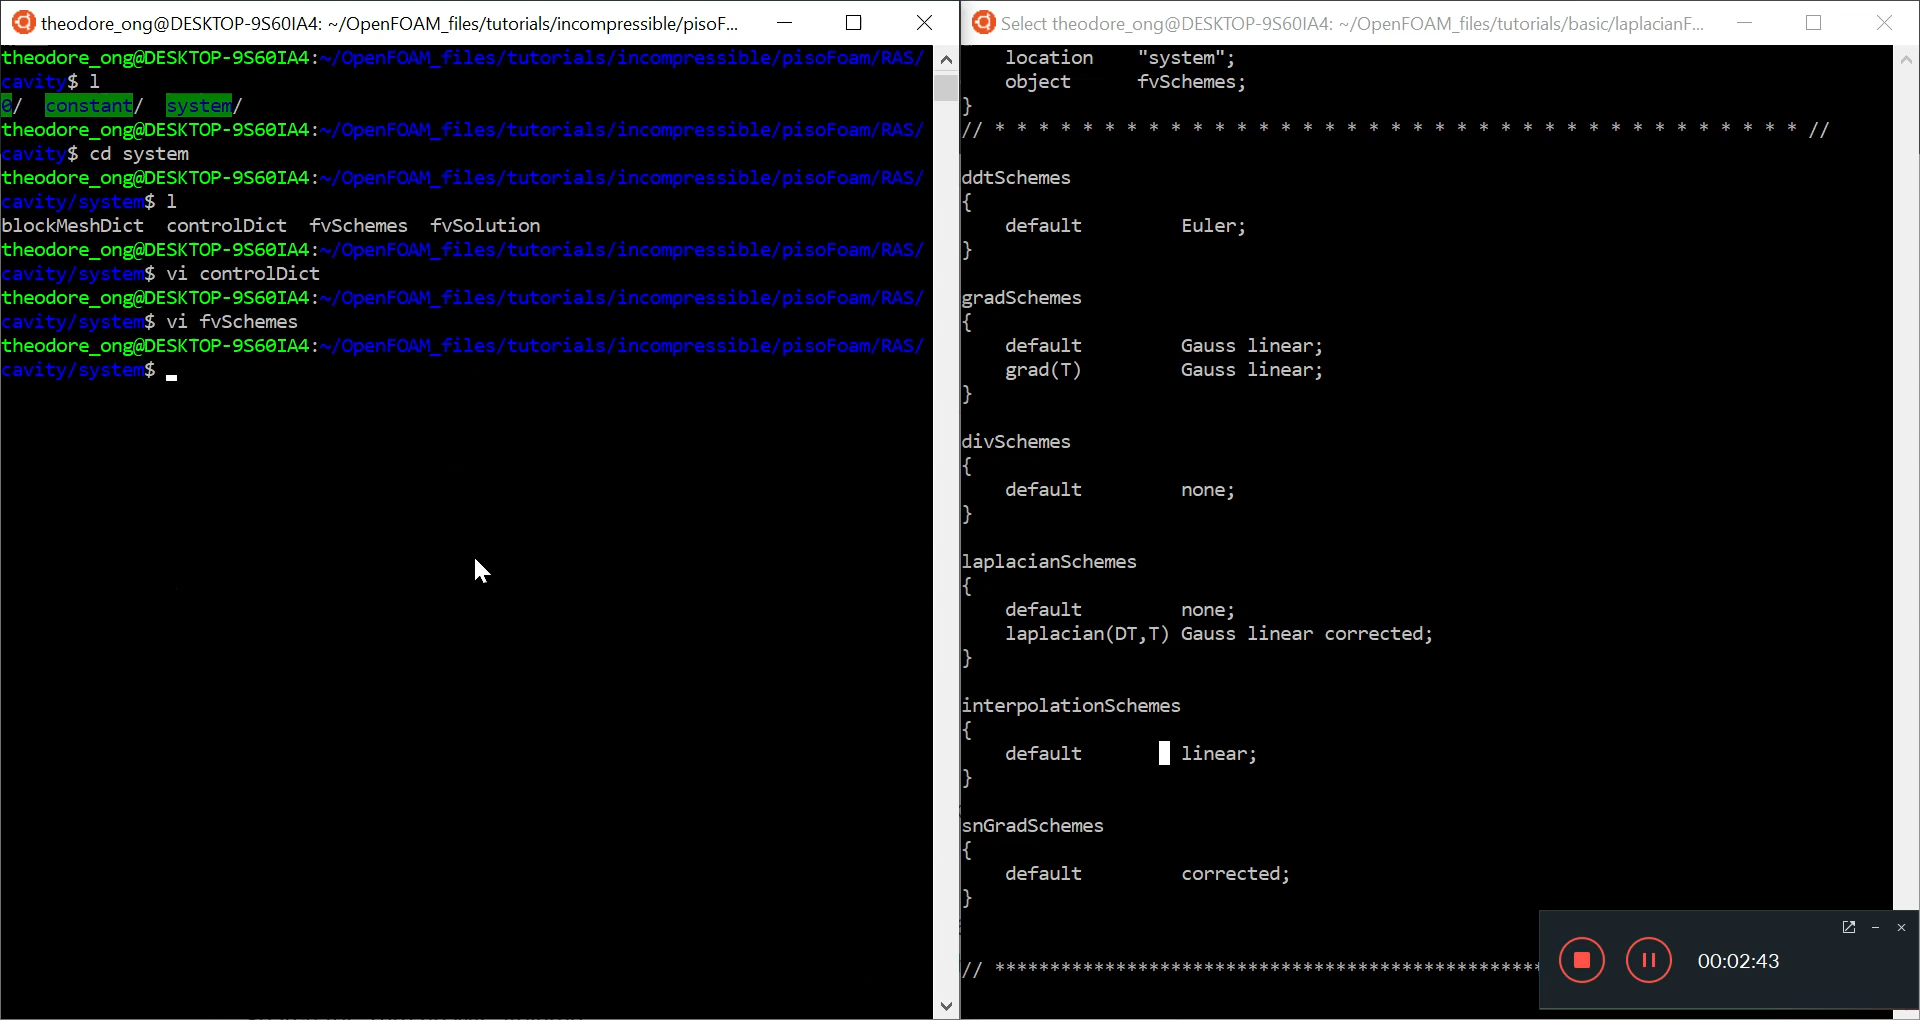 theodore_ong@DESKTOP-9S60IA4: ~/OpenFOAM_files/tutorials/incompressible/pisoF...
theodore_ong@DESKTOP-9S60IA4:~/OpenFOAM_files/tutorials/incompressible/pisoFoam/RAS/
cavity$ l
0/  constant/  system/
theodore_ong@DESKTOP-9S60IA4:~/OpenFOAM_files/tutorials/incompressible/pisoFoam/RAS/
cavity$ cd system
theodore_ong@DESKTOP-9S60IA4:~/OpenFOAM_files/tutorials/incompressible/pisoFoam/RAS/
cavity/system$ l
blockMeshDict  controlDict  fvSchemes  fvSolution
theodore_ong@DESKTOP-9S60IA4:~/OpenFOAM_files/tutorials/incompressible/pisoFoam/RAS/
cavity/system$ vi controlDict
theodore_ong@DESKTOP-9S60IA4:~/OpenFOAM_files/tutorials/incompressible/pisoFoam/RAS/
cavity/system$ vi fvSchemes
theodore_ong@DESKTOP-9S60IA4:~/OpenFOAM_files/tutorials/incompressible/pisoFoam/RAS/
cavity/system$
Select theodore_ong@DESKTOP-9S60IA4: ~/OpenFOAM_files/tutorials/basic/laplacianF...
    location    "system";
    object      fvSchemes;
}
// * * * * * * * * * * * * * * * * * * * * * * * * * * * * * * * * * * * * * //
ddtSchemes
{
    default         Euler;
}
gradSchemes
{
    default         Gauss linear;
    grad(T)         Gauss linear;
}
divSchemes
{
    default         none;
}
laplacianSchemes
{
    default         none;
    laplacian(DT,T) Gauss linear corrected;
}
interpolationSchemes
{
    default         linear;
}
snGradSchemes
{
    default         corrected;
}
// **************************************************
00:02:43